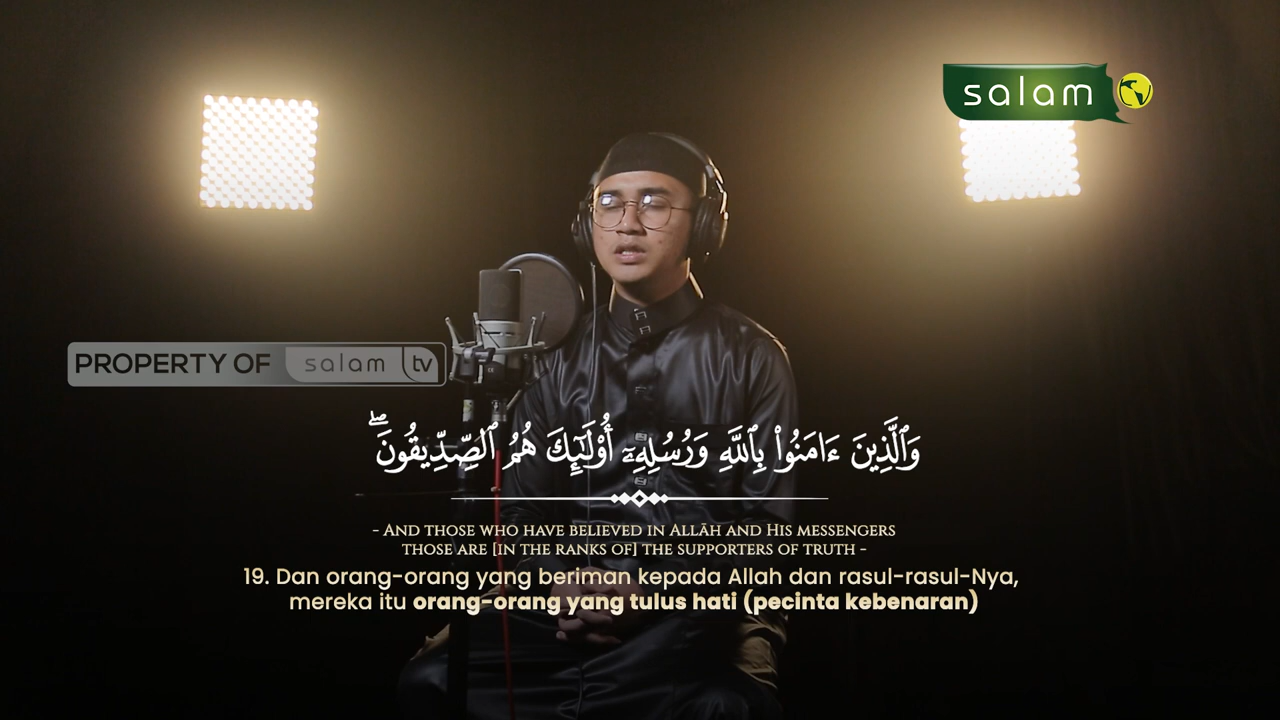 salam
PROPERTY OF salam tv
وَٱلَّذِينَ ءَامَنُوا۟ بِٱللَّهِ وَرُسُلِهِۦٓ أُو۟لَـٰٓئِكَ هُمُ ٱلصِّدِّيقُونَ ۖ
- And those who have believed in Allāh and His messengers
those are [in the ranks of] the supporters of truth -
19. Dan orang-orang yang beriman kepada Allah dan rasul-rasul-Nya,
mereka itu orang-orang yang tulus hati (pecinta kebenaran)